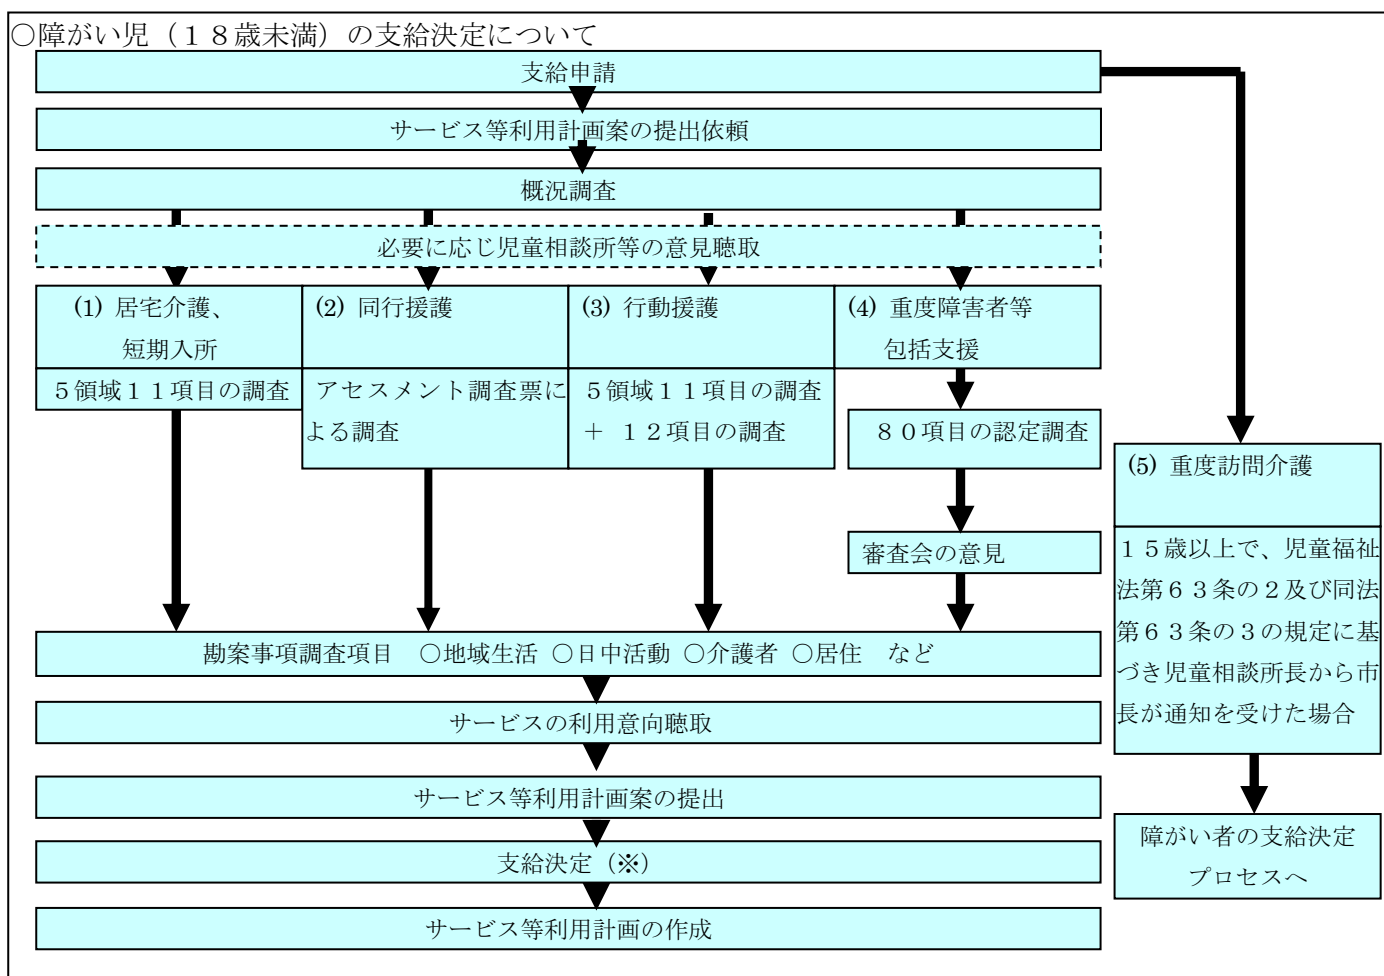 ○障がい児（１８歳未満）の支給決定について
支給申請
サービス等利用計画案の提出依頼
概況調査
必要に応じ児童相談所等の意見聴取
(1) 居宅介護、
短期入所
５領域１１項目の調査
(2) 同行援護
アセスメント調査票に
よる調査
(3) 行動援護
５領域１１項目の調査
＋ １２項目の調査
(4) 重度障害者等
包括支援
８０項目の認定調査
審査会の意見
(5) 重度訪問介護
１５歳以上で、児童福祉
法第６３条の２及び同法
第６３条の３の規定に基
づき児童相談所長から市
長が通知を受けた場合
障がい者の支給決定
プロセスへ
勘案事項調査項目　○地域生活 ○日中活動 ○介護者 ○居住　など
サービスの利用意向聴取
サービス等利用計画案の提出
支給決定（※）
サービス等利用計画の作成